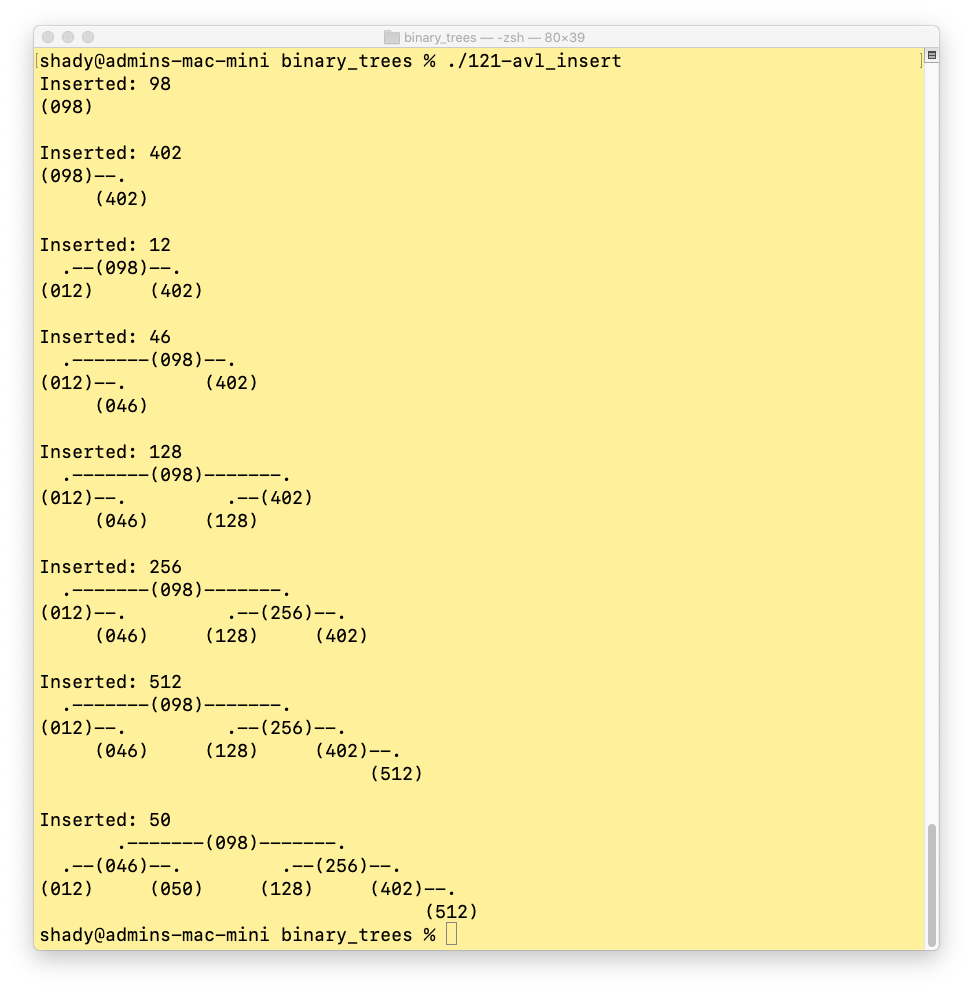 binary_trees — -zsh — 80×39
[shady@admins-mac-mini binary_trees % ./121-avl_insert ]
Inserted: 98
(098)

Inserted: 402
(098)--.
     (402)

Inserted: 12
  .--(098)--.
(012)     (402)

Inserted: 46
  .-------(098)--.
(012)--.       (402)
     (046)

Inserted: 128
  .-------(098)-------.
(012)--.         .--(402)
     (046)     (128)

Inserted: 256
  .-------(098)-------.
(012)--.         .--(256)--.
     (046)     (128)     (402)

Inserted: 512
  .-------(098)-------.
(012)--.         .--(256)--.
     (046)     (128)     (402)--.
                              (512)

Inserted: 50
       .-------(098)-------.
  .--(046)--.         .--(256)--.
(012)     (050)     (128)     (402)--.
                                   (512)
shady@admins-mac-mini binary_trees %